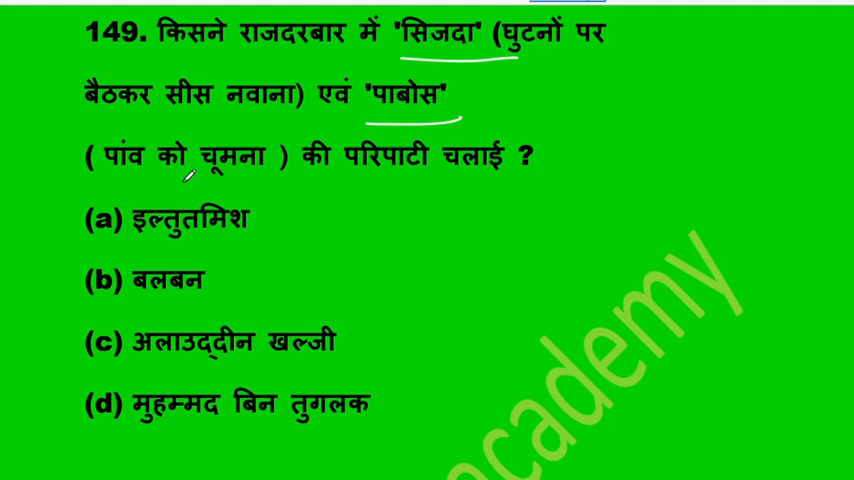 149. किसने राजदरबार में 'सिजदा' (घुटनों पर
बैठकर सीस नवाना) एवं 'पाबोस'
( पांव को चूमना ) की परिपाटी चलाई ?
(a) इल्तुतमिश
(b) बलबन
(c) अलाउद्दीन खल्जी
(d) मुहम्मद बिन तुगलक
academy